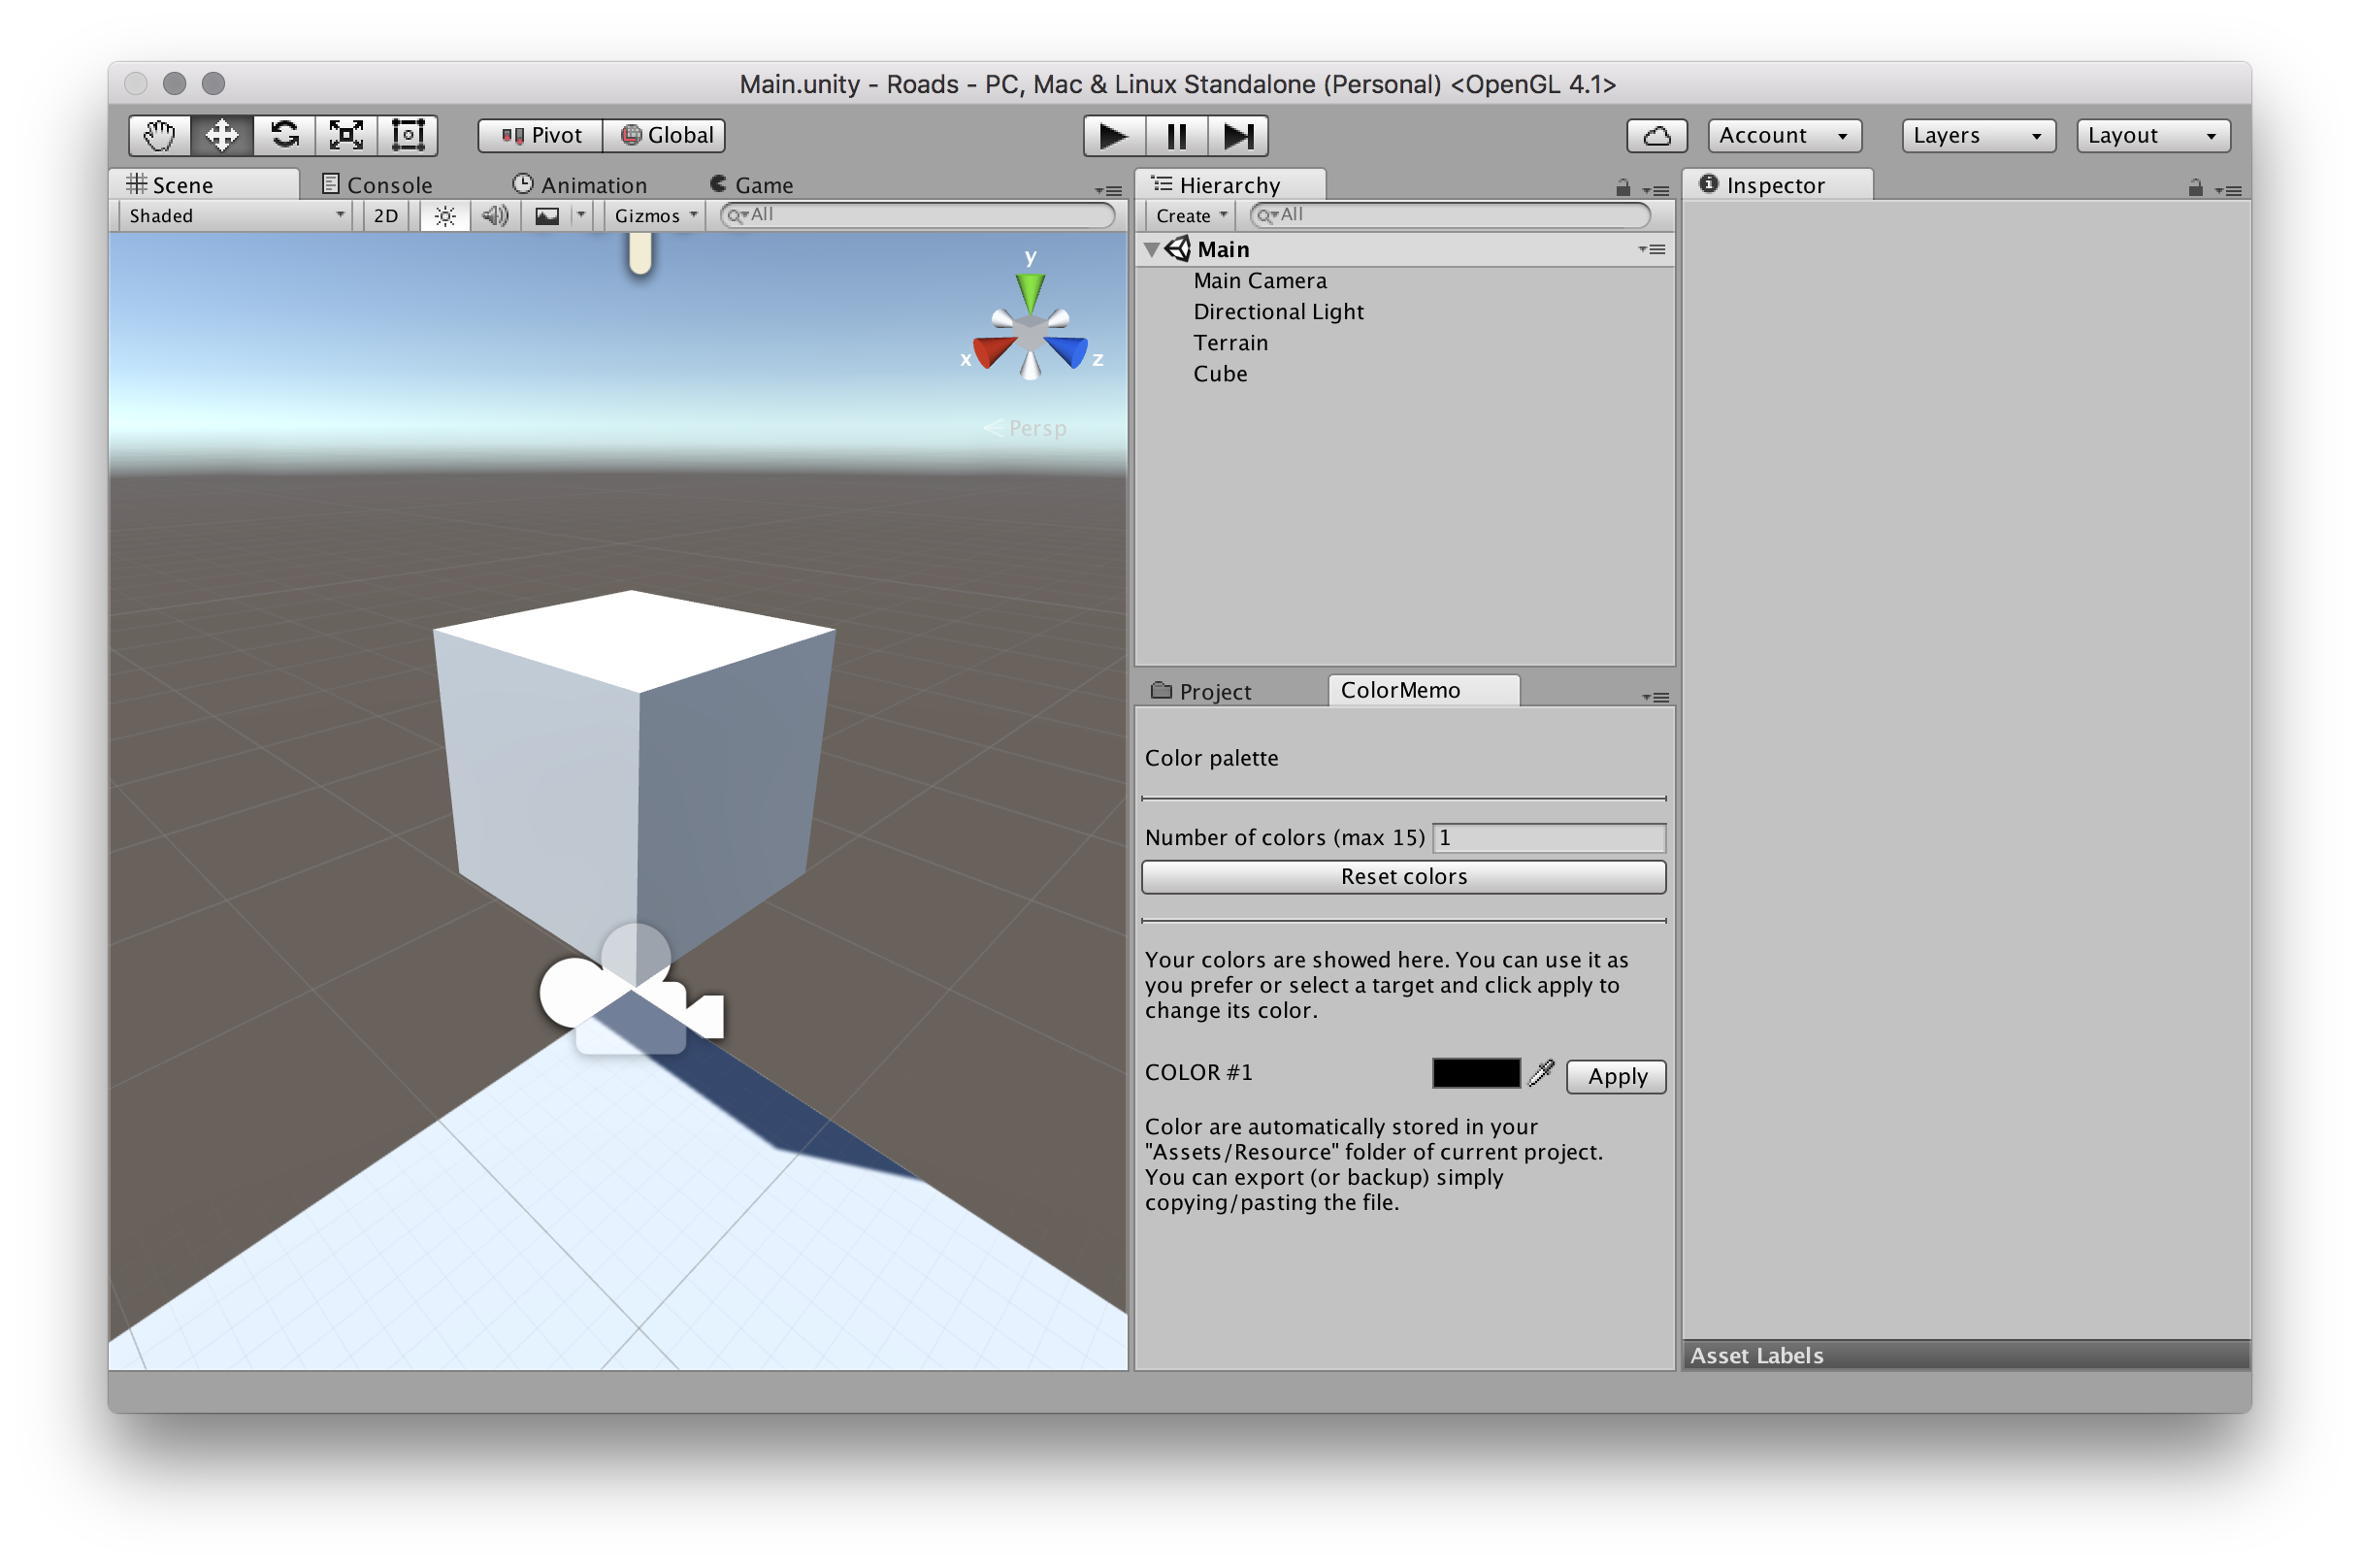 Main.unity - Roads - PC, Mac & Linux Standalone (Personal) <OpenGL 4.1>
Pivot Global Account Layers Layout
Scene Console Animation Game
Shaded 2D Gizmos All
y
x z
Persp
Hierarchy
Create All
Main
Main Camera
Directional Light
Terrain
Cube
Project ColorMemo
Color palette
Number of colors (max 15) 1
Reset colors
Your colors are showed here. You can use it as
you prefer or select a target and click apply to
change its color.
COLOR #1 Apply
Color are automatically stored in your
"Assets/Resource" folder of current project.
You can export (or backup) simply
copying/pasting the file.
Inspector
Asset Labels